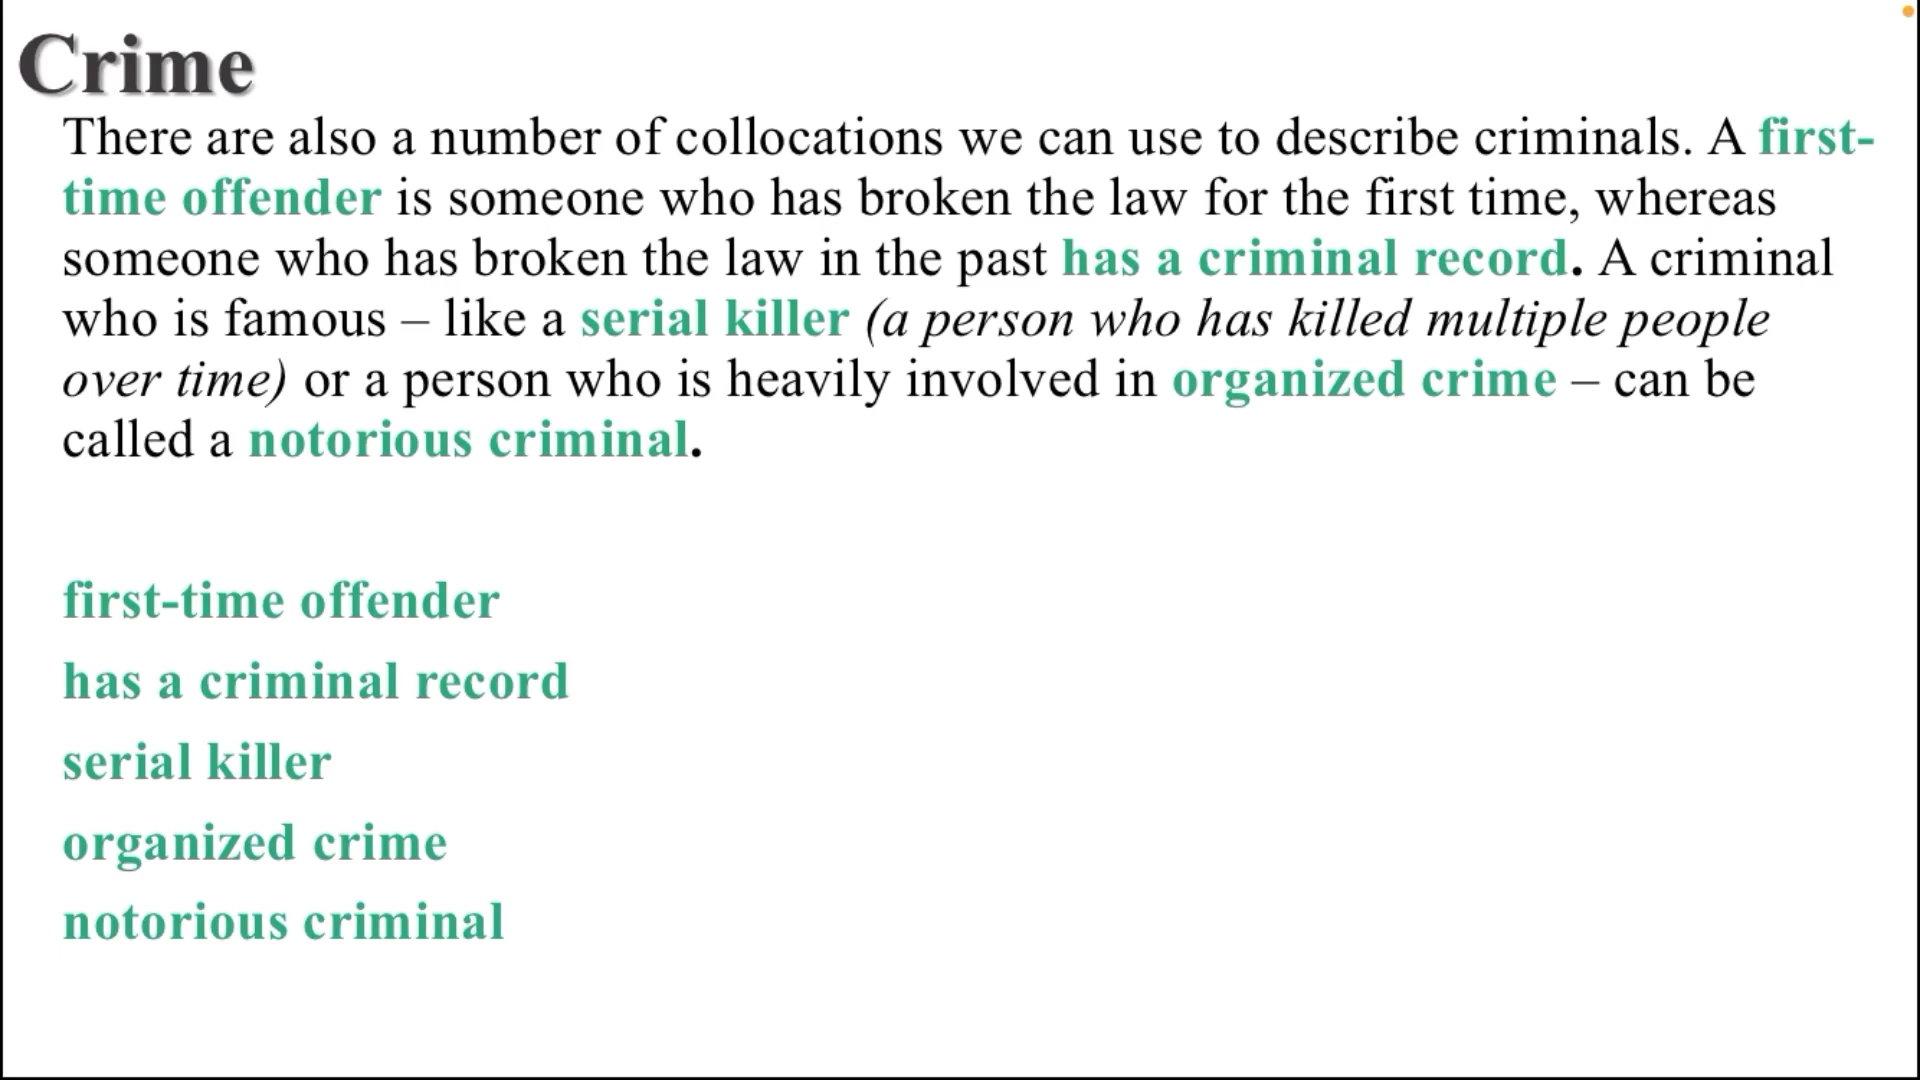 Crime
There are also a number of collocations we can use to describe criminals. A first-
time offender is someone who has broken the law for the first time, whereas
someone who has broken the law in the past has a criminal record. A criminal
who is famous – like a serial killer (a person who has killed multiple people
over time) or a person who is heavily involved in organized crime – can be
called a notorious criminal.
first-time offender
has a criminal record
serial killer
organized crime
notorious criminal